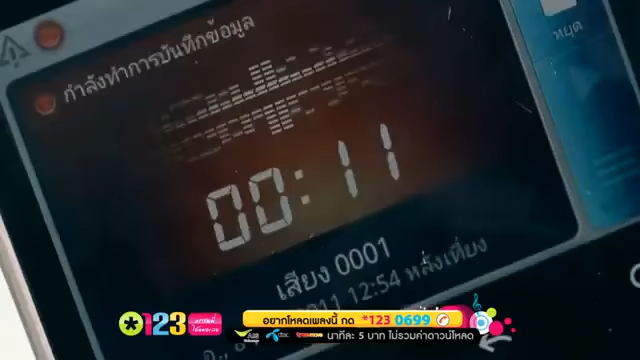 กำลังทำการบันทึกข้อมูล
หยุด
00:11
เสียง 0001
2011 12:54 หลังเที่ยง
*123
อยากโหลดเพลงนี้ กด *123 0699
นาทีละ 5 บาท ไม่รวมค่าดาวน์โหลด